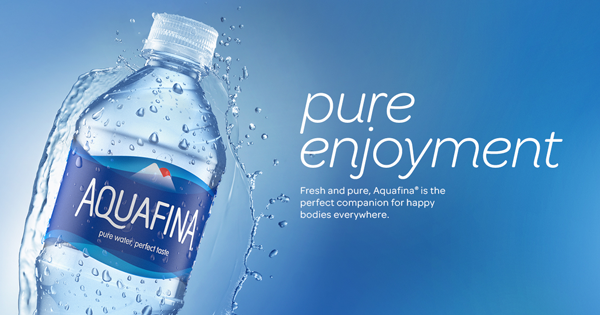 AQUAFINA
pure water, perfect taste
pure
enjoyment
Fresh and pure, Aquafina® is the
perfect companion for happy
bodies everywhere.